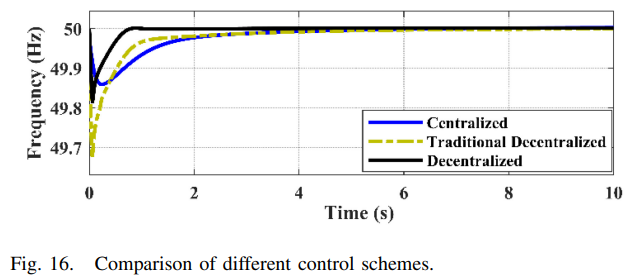 50
49.9
49.8
49.7
Frequency (Hz)
Centralized
Traditional Decentralized
Decentralized
0 2 4 6 8 10
Time (s)
Fig. 16. Comparison of different control schemes.